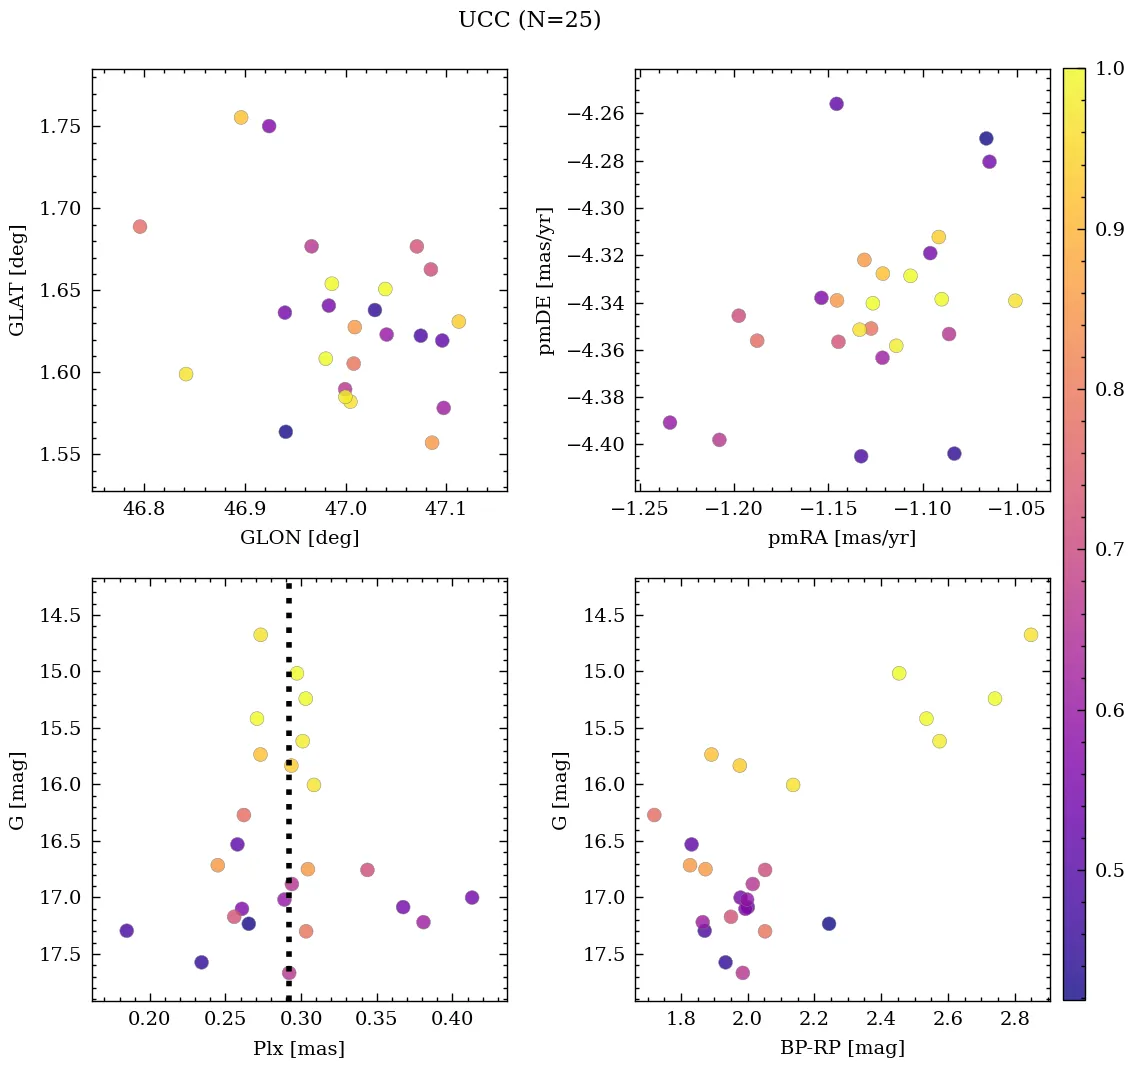 UCC (N=25)
1.75
1.70
1.65
1.60
1.55
GLAT [deg]
46.8 46.9 47.0 47.1
GLON [deg]
−4.26
−4.28
−4.30
−4.32
−4.34
−4.36
−4.38
−4.40
pmDE [mas/yr]
−1.25 −1.20 −1.15 −1.10 −1.05
pmRA [mas/yr]
14.5
15.0
15.5
16.0
16.5
17.0
17.5
G [mag]
0.20 0.25 0.30 0.35 0.40
Plx [mas]
14.5
15.0
15.5
16.0
16.5
17.0
17.5
G [mag]
1.8 2.0 2.2 2.4 2.6 2.8
BP-RP [mag]
1.0
0.9
0.8
0.7
0.6
0.5